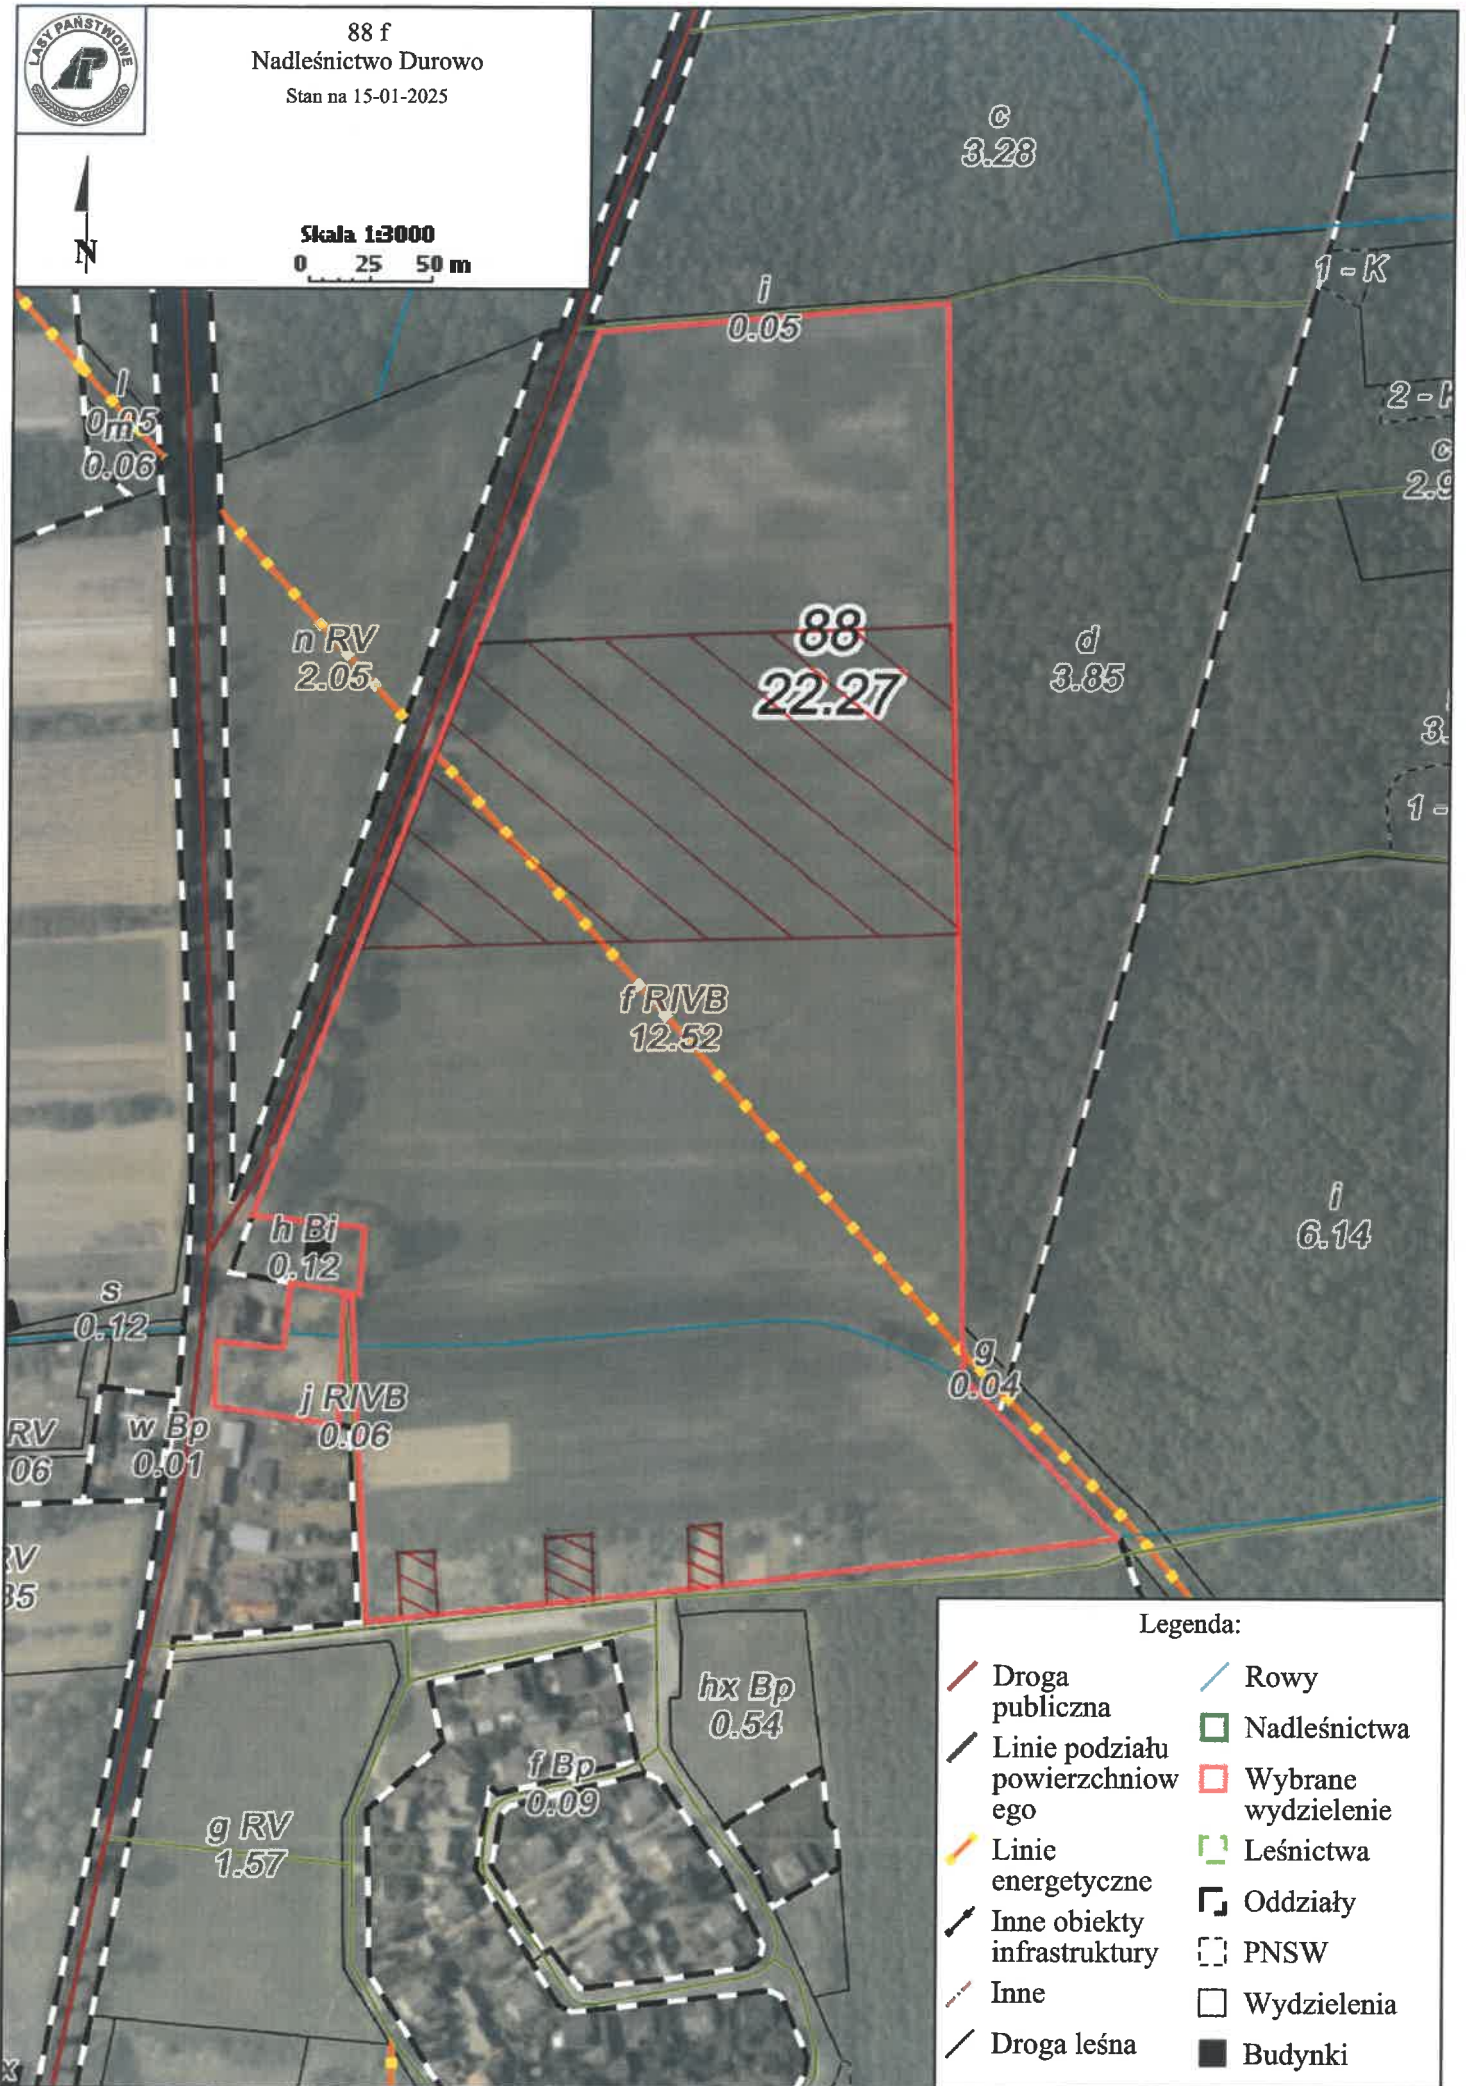 LASY PAŃSTWOWE
88 f
Nadleśnictwo Durowo
Stan na 15-01-2025
N
Skala 1:3000
0 25 50 m
c
3.28
1 - K
i
0.05
l
0.05
m
0.06
2 -
c
2.9
88
22.27
n RV
2.05
d
3.85
3.
1 -
f RIVB
12.52
i
6.14
h Bi
0.12
s
0.12
g
0.04
j RIVB
0.06
RV
06
w Bp
0.01
V
35
hx Bp
0.54
f Bp
0.09
g RV
1.57
x
Legenda:
Droga
publiczna
Linie podziału
powierzchniow
ego
Linie
energetyczne
Inne obiekty
infrastruktury
Inne
Droga leśna
Rowy
Nadleśnictwa
Wybrane
wydzielenie
Leśnictwa
Oddziały
PNSW
Wydzielenia
Budynki